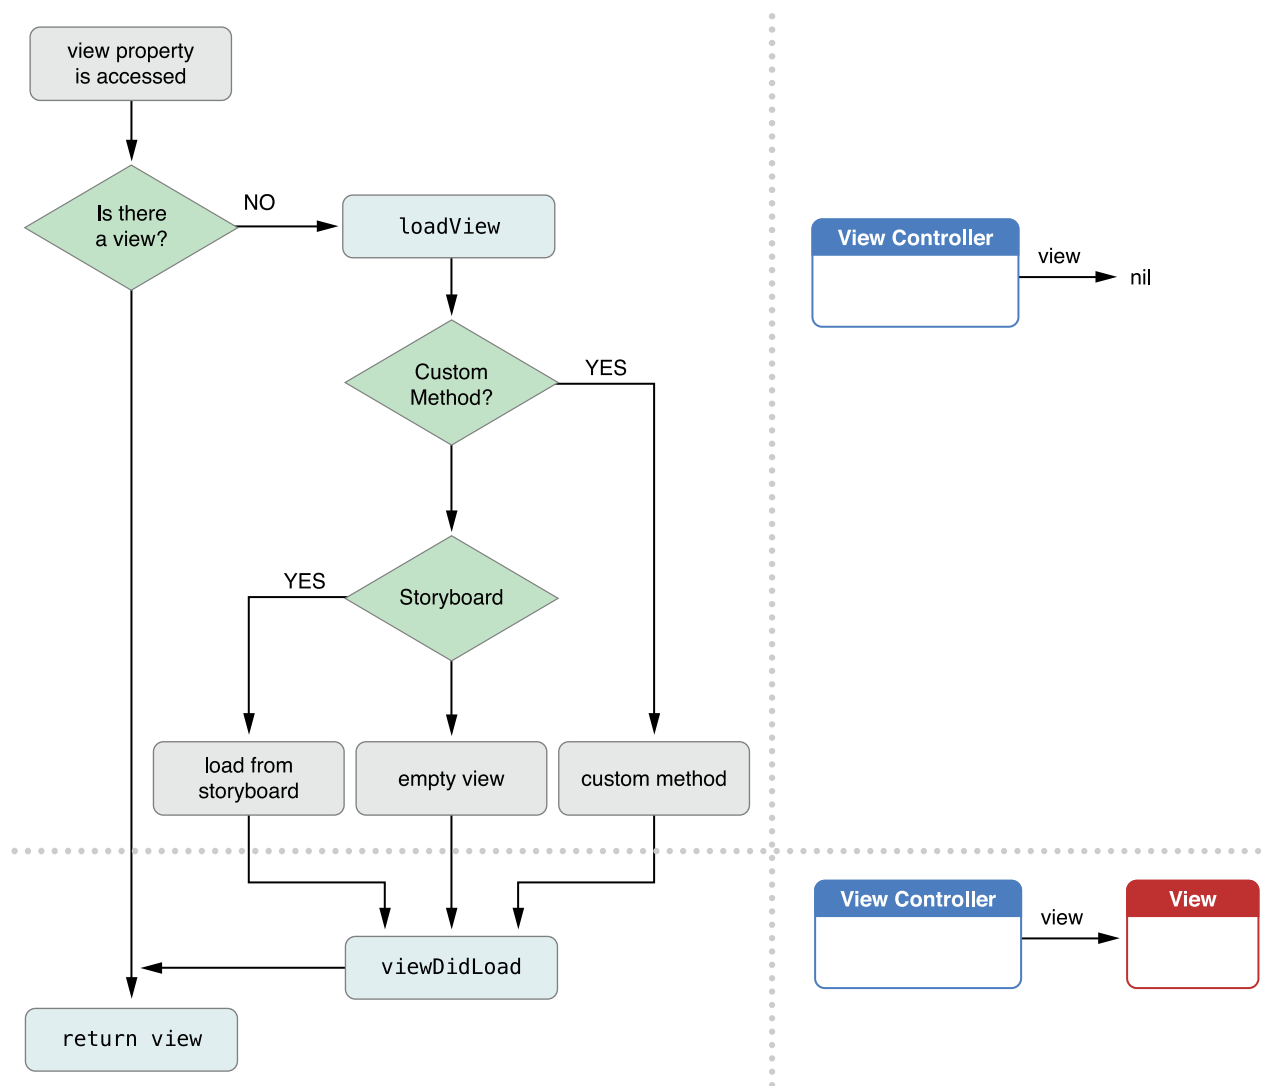 view property
is accessed
Is there
a view?
NO
loadView
Custom
Method?
YES
Storyboard
YES
load from
storyboard
empty view
custom method
viewDidLoad
return view
View Controller
view
nil
View Controller
view
View